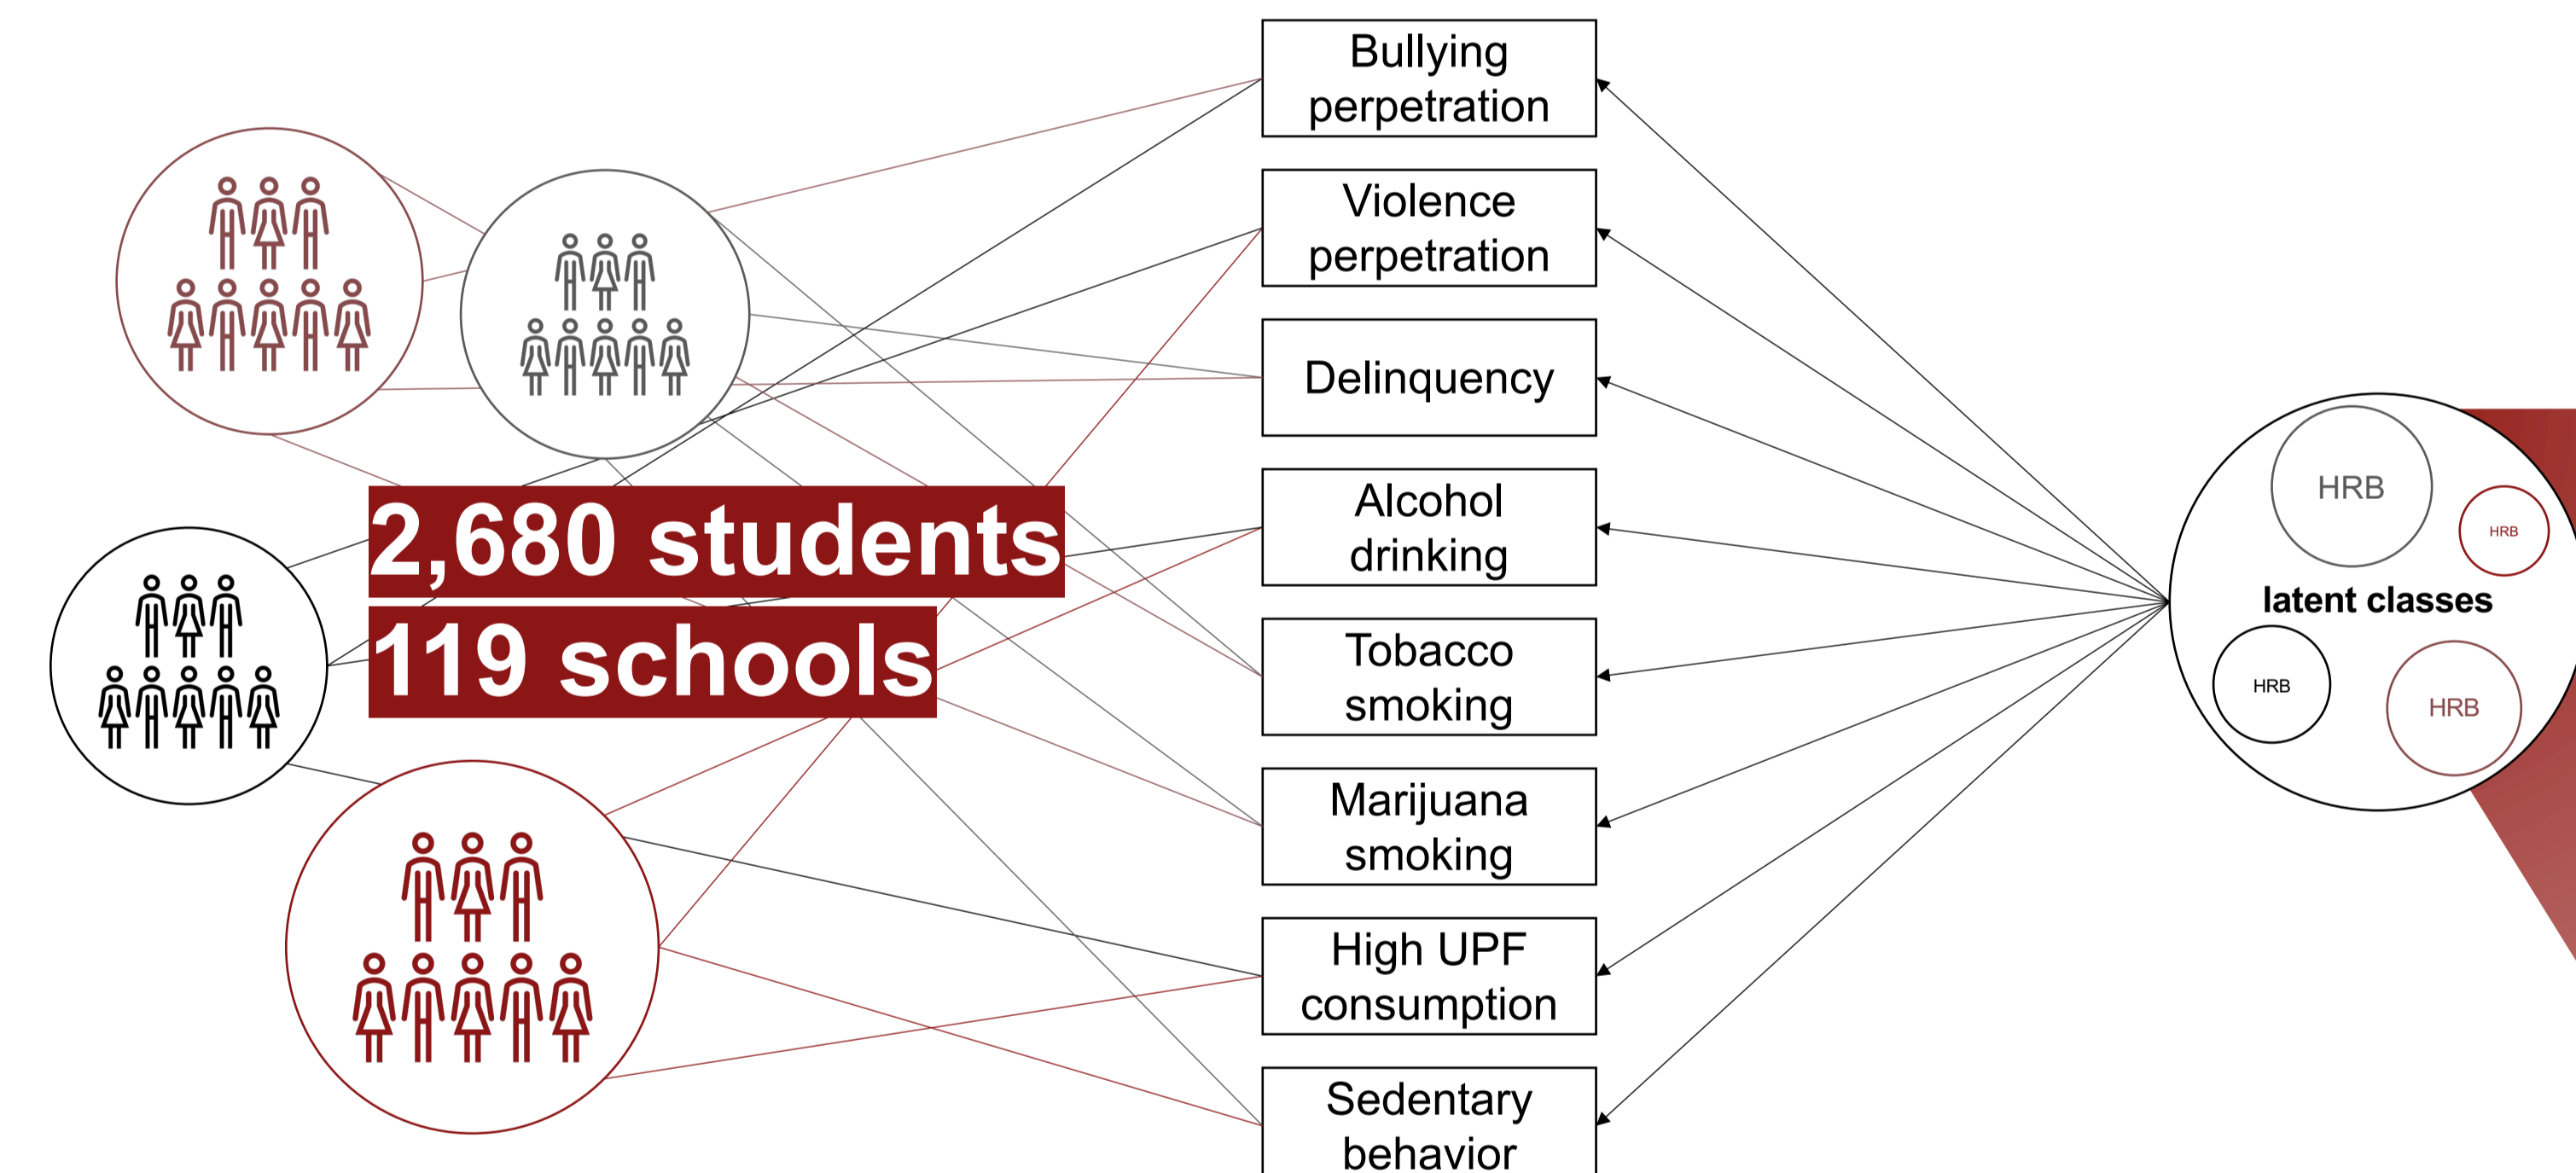 2,680 students
119 schools
Bullying
perpetration
Violence
perpetration
Delinquency
Alcohol
drinking
Tobacco
smoking
Marijuana
smoking
High UPF
consumption
Sedentary
behavior
HRB
HRB
latent classes
HRB
HRB